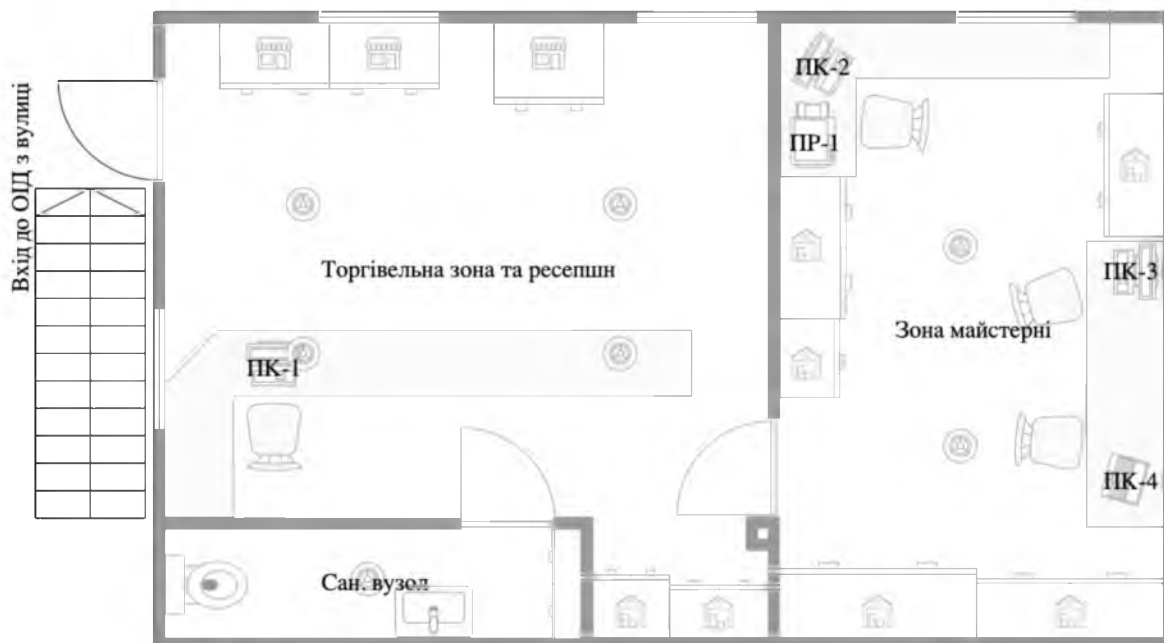 Вхід до ОІД з вулиці
ПК-2
ПР-1
Торгівельна зона та ресепшн
ПК-3
Зона майстерні
ПК-1
ПК-4
Сан. вузол